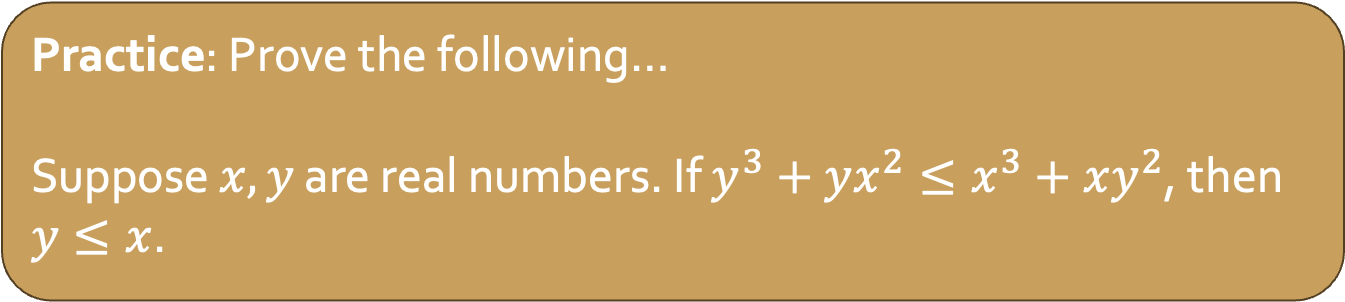 Practice: Prove the following...
Suppose x, y are real numbers. If y³ + yx² ≤ x³ + xy², then
y ≤ x.